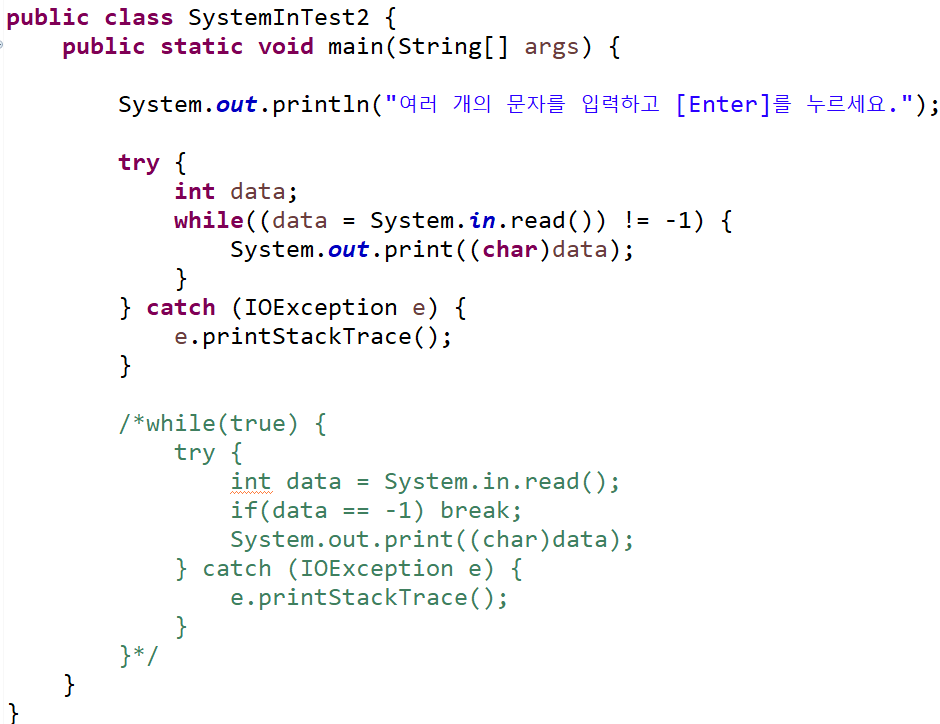 public class SystemInTest2 {
public static void main(String[] args) {
System.out.println("여러 개의 문자를 입력하고 [Enter]를 누르세요.");
try {
int data;
while((data = System.in.read()) != -1) {
System.out.print((char)data);
}
} catch (IOException e) {
e.printStackTrace();
}
/*while(true) {
try {
int data = System.in.read();
if(data == -1) break;
System.out.print((char)data);
} catch (IOException e) {
e.printStackTrace();
}
}*/
}
}